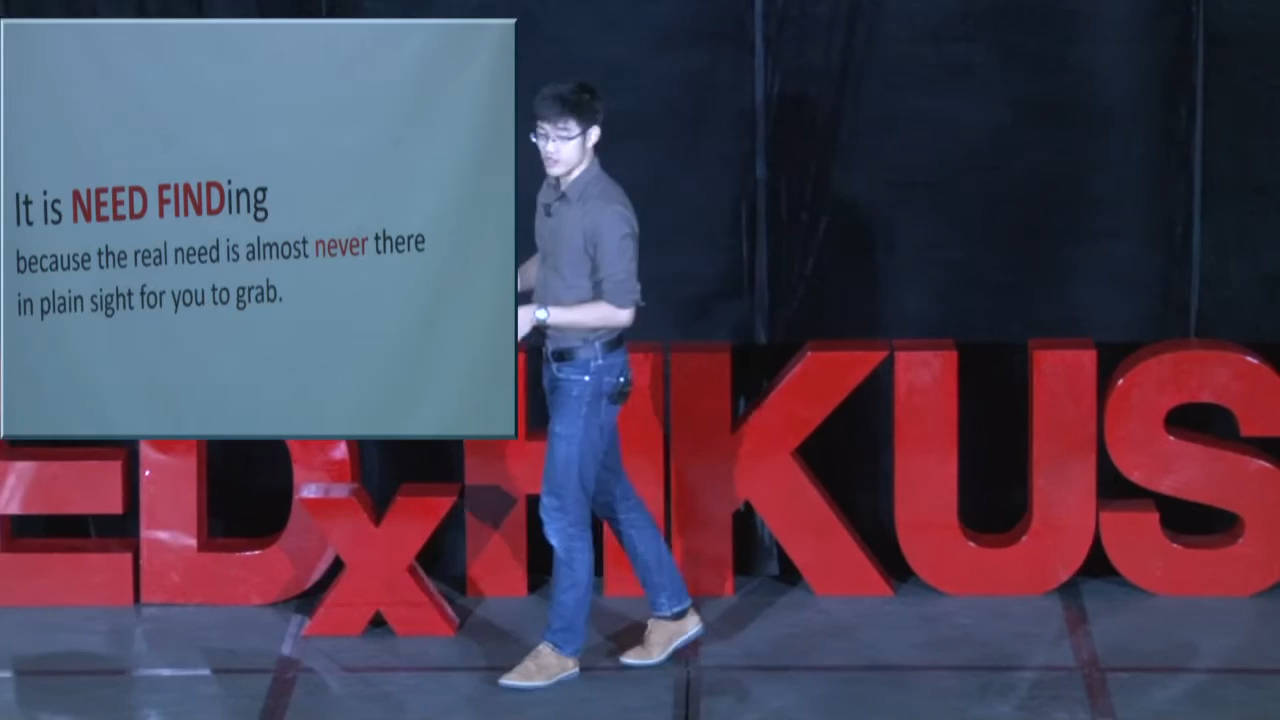 It is NEED FINDing
because the real need is almost never there
in plain sight for you to grab.
EDxHKUS